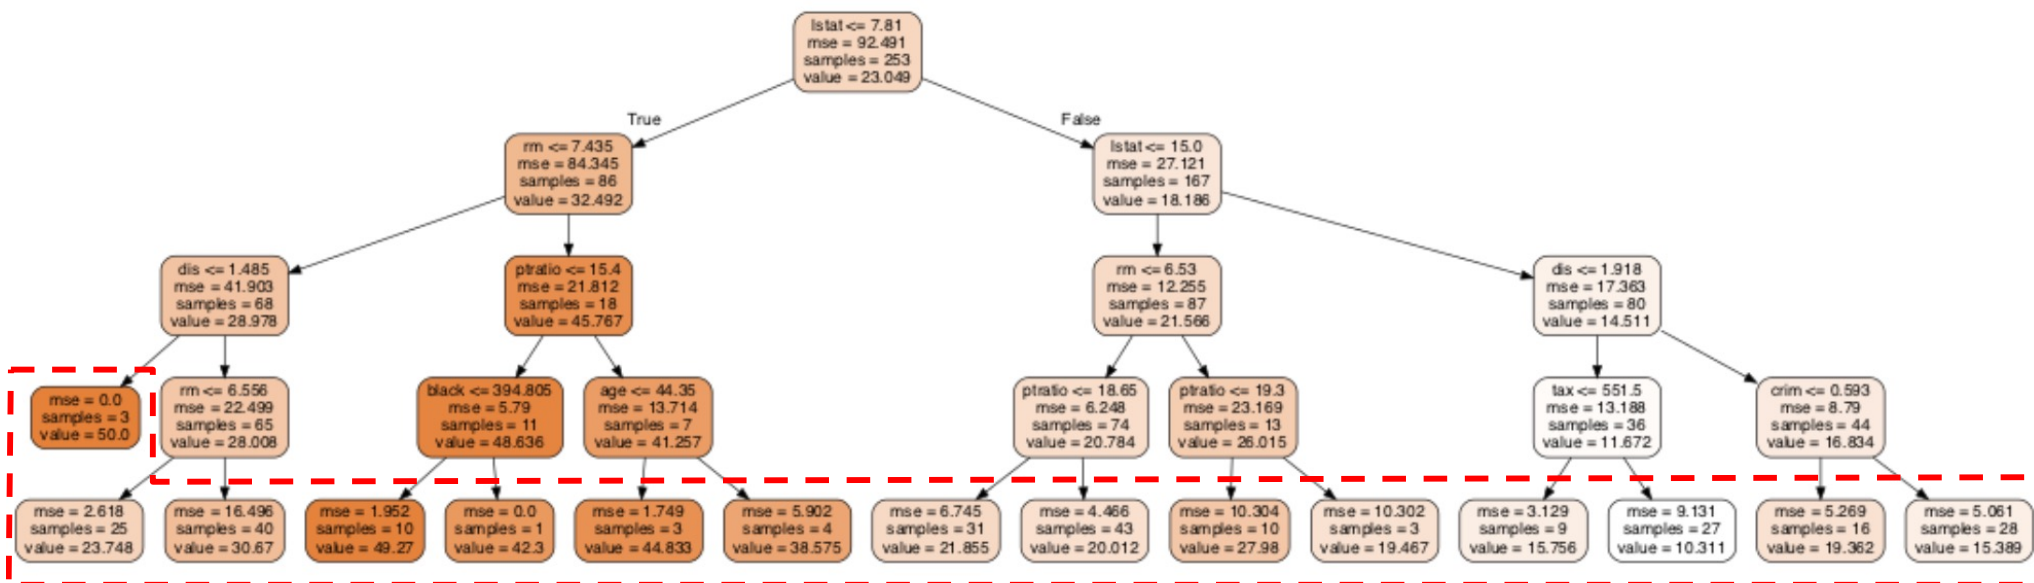 lstat <= 7.81
mse = 92.491
samples = 253
value = 23.049
True
False
rm <= 7.435
mse = 84.345
samples = 86
value = 32.492
lstat <= 15.0
mse = 27.121
samples = 167
value = 18.186
dis <= 1.485
mse = 41.903
samples = 68
value = 28.978
ptratio <= 15.4
mse = 21.812
samples = 18
value = 45.767
rm <= 6.53
mse = 12.255
samples = 87
value = 21.566
dis <= 1.918
mse = 17.363
samples = 80
value = 14.511
mse = 0.0
samples = 3
value = 50.0
rm <= 6.556
mse = 22.499
samples = 65
value = 28.008
black <= 394.805
mse = 5.79
samples = 11
value = 48.636
age <= 44.35
mse = 13.714
samples = 7
value = 41.257
ptratio <= 18.65
mse = 6.248
samples = 74
value = 20.784
ptratio <= 19.3
mse = 23.169
samples = 13
value = 26.015
tax <= 551.5
mse = 13.188
samples = 36
value = 11.672
crim <= 0.593
mse = 8.79
samples = 44
value = 16.834
mse = 2.618
samples = 25
value = 23.748
mse = 16.496
samples = 40
value = 30.67
mse = 1.952
samples = 10
value = 49.27
mse = 0.0
samples = 1
value = 42.3
mse = 1.749
samples = 3
value = 44.833
mse = 5.902
samples = 4
value = 38.575
mse = 6.745
samples = 31
value = 21.855
mse = 4.466
samples = 43
value = 20.012
mse = 10.304
samples = 10
value = 27.98
mse = 10.302
samples = 3
value = 19.467
mse = 3.129
samples = 9
value = 15.756
mse = 9.131
samples = 27
value = 10.311
mse = 5.269
samples = 16
value = 19.362
mse = 5.061
samples = 28
value = 15.389